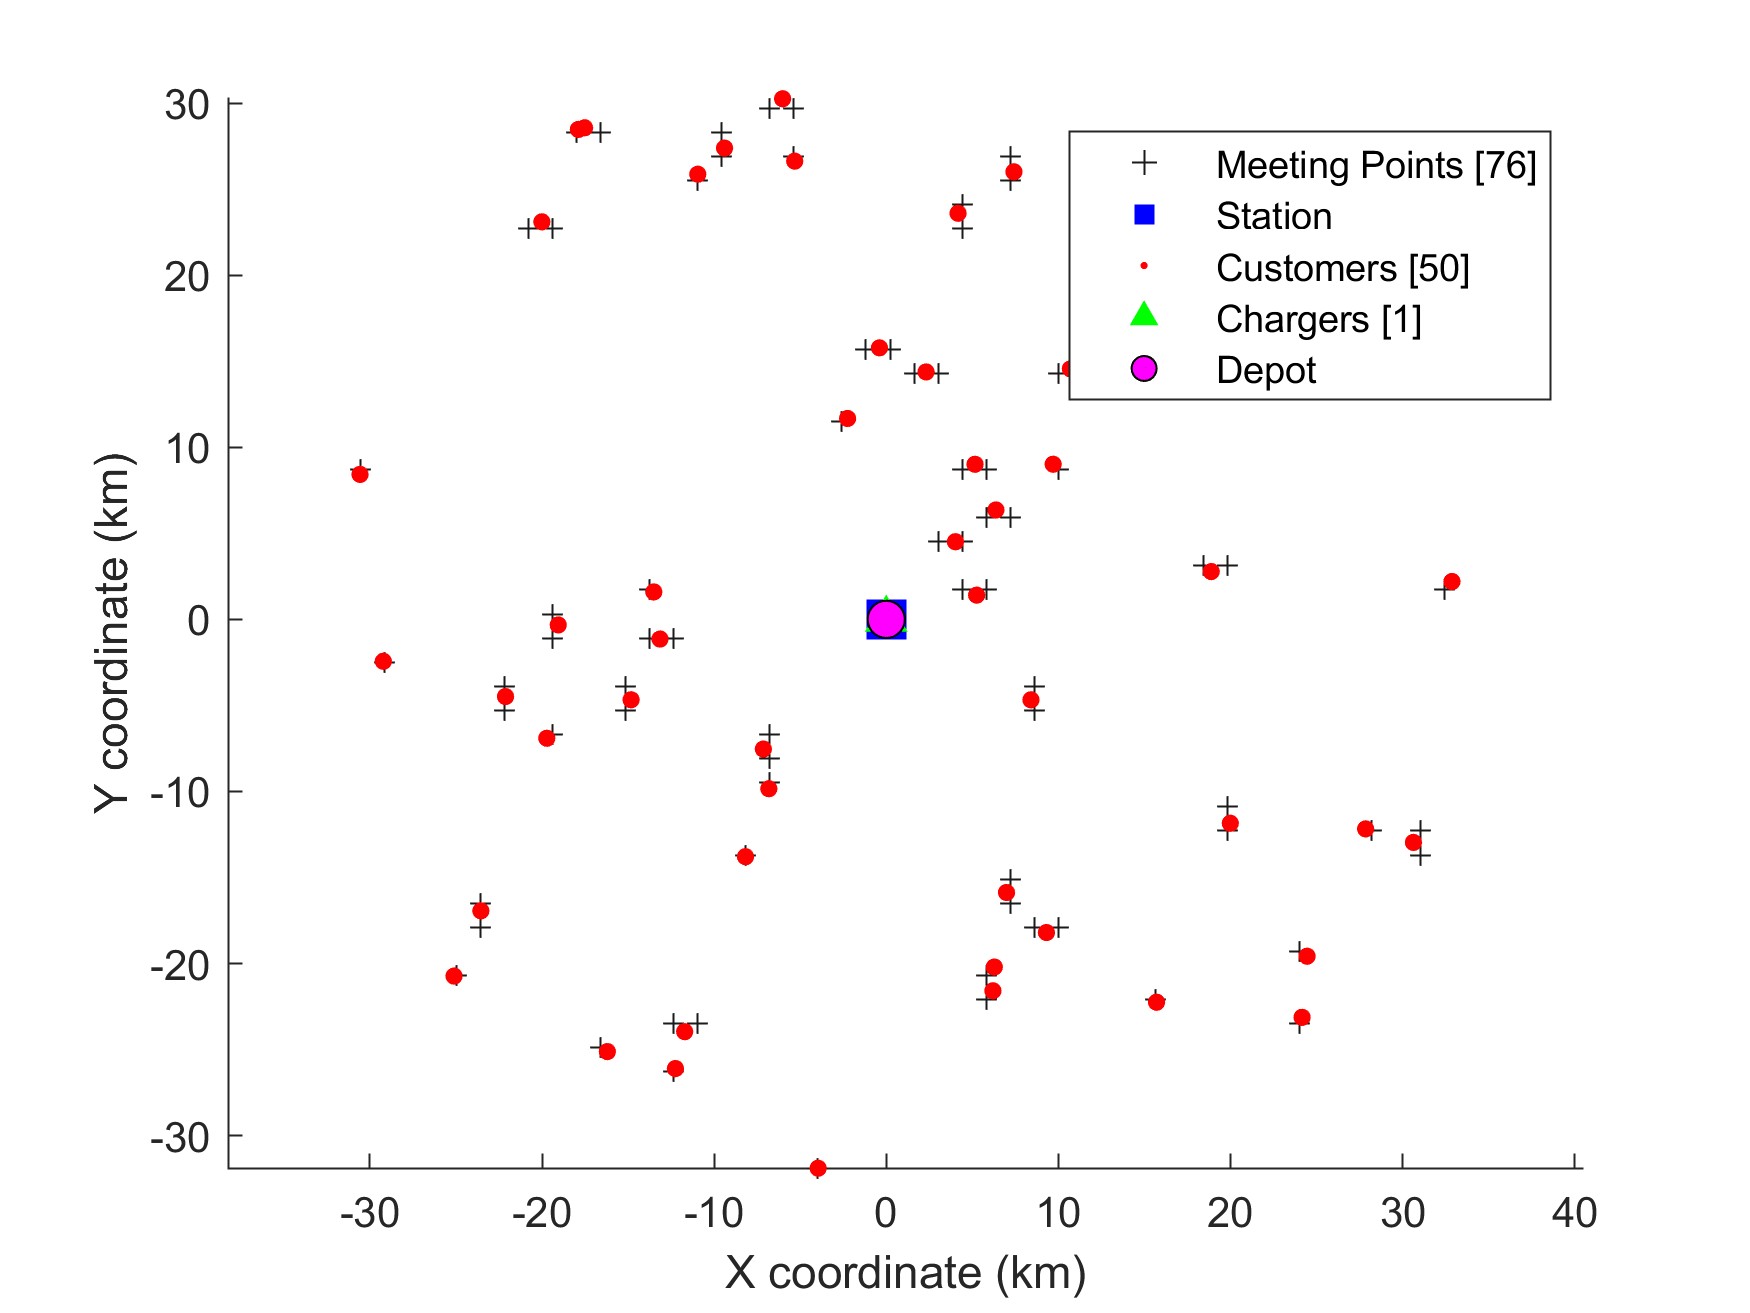 30
20
10
0
-10
-20
-30
Y coordinate (km)
Meeting Points [76]
Station
Customers [50]
Chargers [1]
Depot
-30 -20 -10 0 10 20 30 40
X coordinate (km)